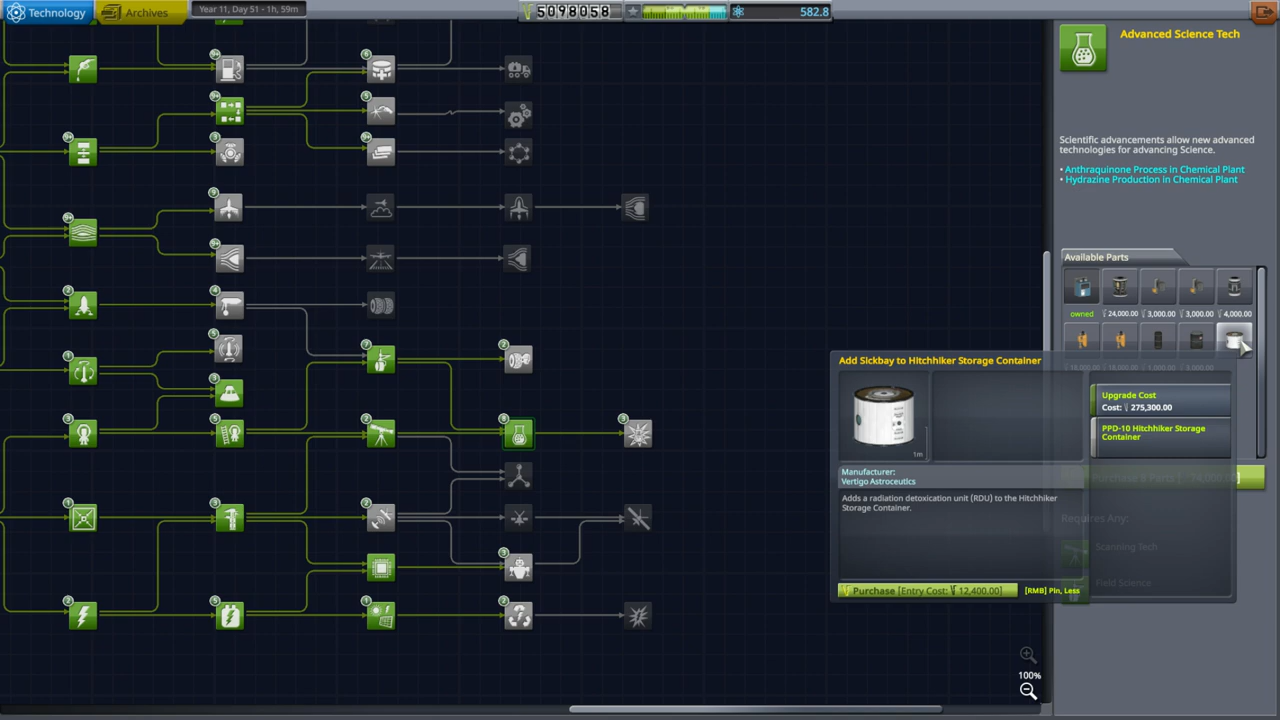 Technology
Archives
Year 11, Day 51 - 1h, 59m
5098058
582.8
Advanced Science Tech
Scientific advancements allow new advanced
technologies for advancing Science.
• Anthraquinone Process in Chemical Plant
• Hydrazine Production in Chemical Plant
Available Parts
owned
24,000.00
3,000.00
3,000.00
4,000.00
Add Sickbay to Hitchhiker Storage Container
1m
Upgrade Cost
Cost: 275,300.00
PPD-10 Hitchhiker Storage
Container
Manufacturer:
Vertigo Astroceutics
Adds a radiation detoxication unit (RDU) to the Hitchhiker
Storage Container.
Purchase [Entry Cost: 12,400.00]
[RMB] Pin, Less
Requires Any:
Scanning Tech
Field Science
100%